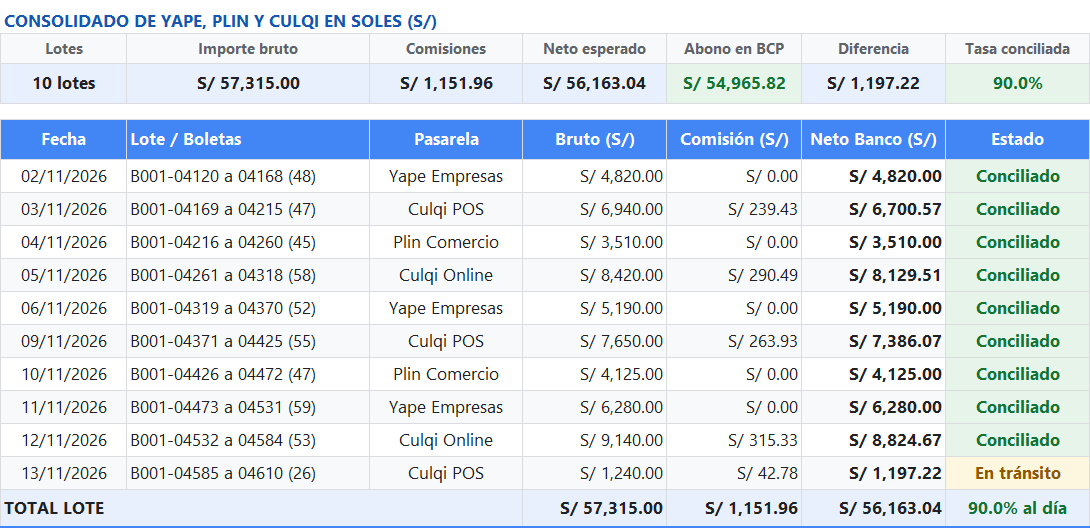 CONSOLIDADO DE YAPE, PLIN Y CULQI EN SOLES (S/)
Lotes Importe bruto Comisiones Neto esperado Abono en BCP Diferencia Tasa conciliada
10 lotes S/ 57,315.00 S/ 1,151.96 S/ 56,163.04 S/ 54,965.82 S/ 1,197.22 90.0%
Fecha Lote / Boletas Pasarela Bruto (S/) Comisión (S/) Neto Banco (S/) Estado
02/11/2026 B001-04120 a 04168 (48) Yape Empresas S/ 4,820.00 S/ 0.00 S/ 4,820.00 Conciliado
03/11/2026 B001-04169 a 04215 (47) Culqi POS S/ 6,940.00 S/ 239.43 S/ 6,700.57 Conciliado
04/11/2026 B001-04216 a 04260 (45) Plin Comercio S/ 3,510.00 S/ 0.00 S/ 3,510.00 Conciliado
05/11/2026 B001-04261 a 04318 (58) Culqi Online S/ 8,420.00 S/ 290.49 S/ 8,129.51 Conciliado
06/11/2026 B001-04319 a 04370 (52) Yape Empresas S/ 5,190.00 S/ 0.00 S/ 5,190.00 Conciliado
09/11/2026 B001-04371 a 04425 (55) Culqi POS S/ 7,650.00 S/ 263.93 S/ 7,386.07 Conciliado
10/11/2026 B001-04426 a 04472 (47) Plin Comercio S/ 4,125.00 S/ 0.00 S/ 4,125.00 Conciliado
11/11/2026 B001-04473 a 04531 (59) Yape Empresas S/ 6,280.00 S/ 0.00 S/ 6,280.00 Conciliado
12/11/2026 B001-04532 a 04584 (53) Culqi Online S/ 9,140.00 S/ 315.33 S/ 8,824.67 Conciliado
13/11/2026 B001-04585 a 04610 (26) Culqi POS S/ 1,240.00 S/ 42.78 S/ 1,197.22 En tránsito
TOTAL LOTE S/ 57,315.00 S/ 1,151.96 S/ 56,163.04 90.0% al día